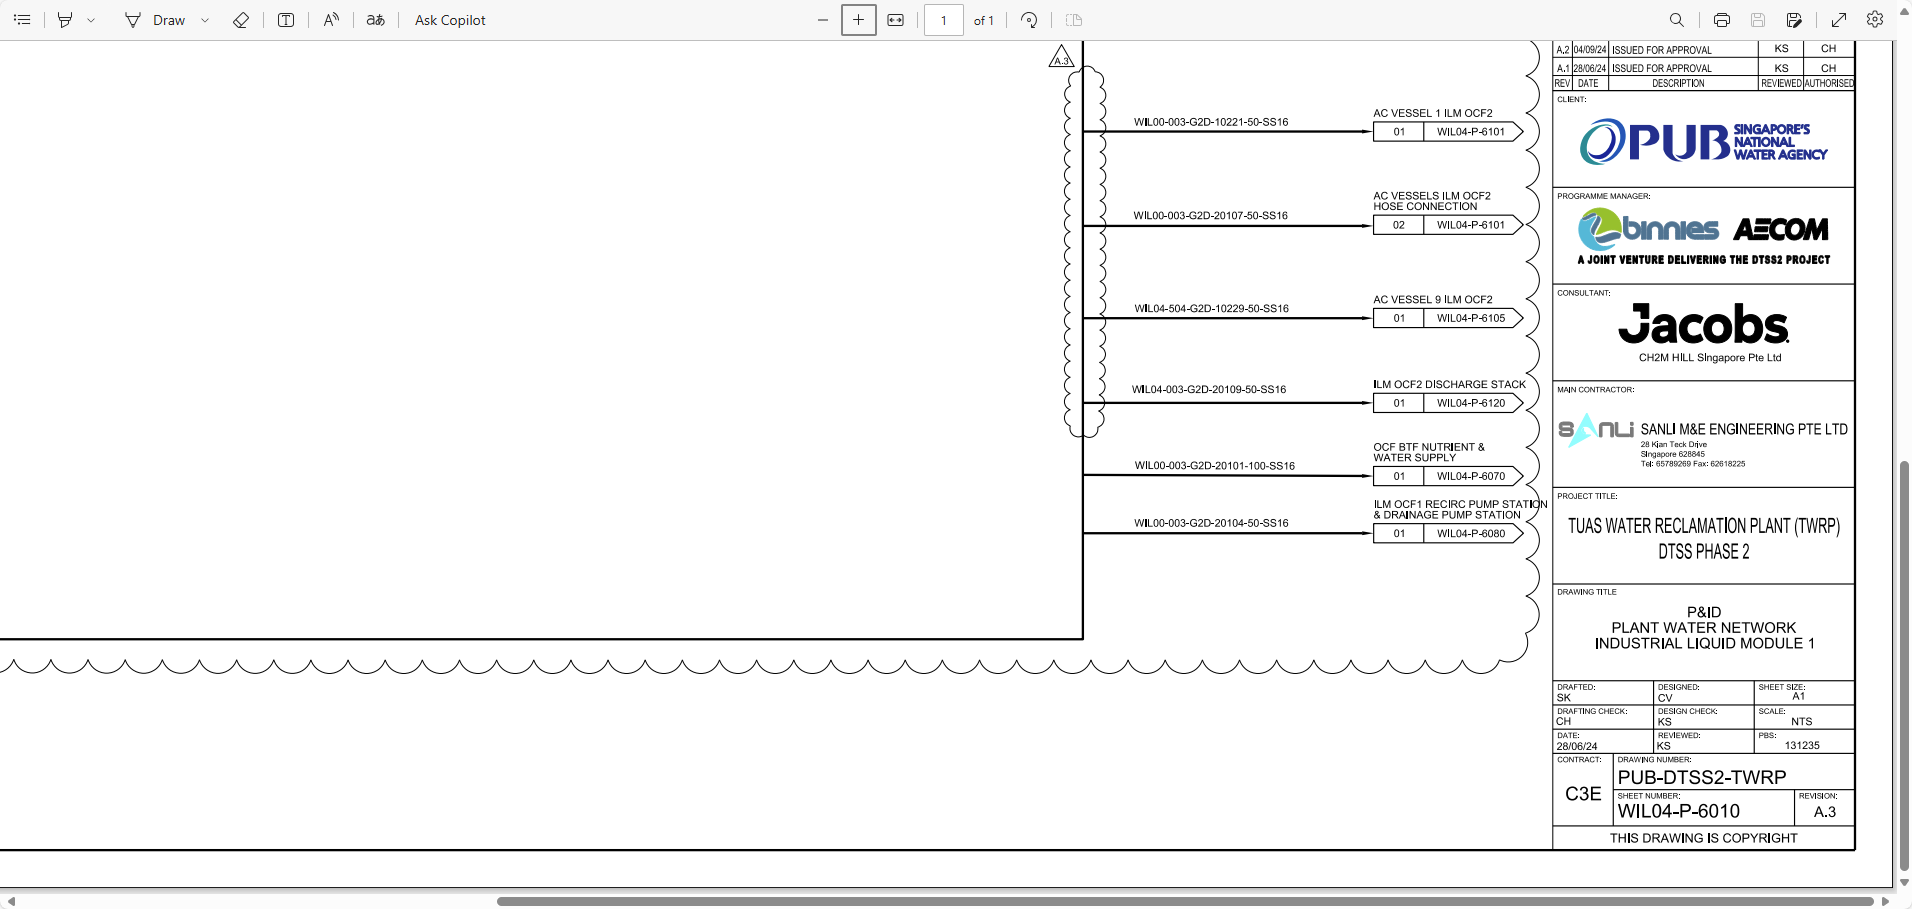 Draw
Ask Copilot
1 of 1
A.3
WIL00-003-G2D-10221-50-SS16
AC VESSEL 1 ILM OCF2
01 WIL04-P-6101
WIL00-003-G2D-20107-50-SS16
AC VESSELS ILM OCF2
HOSE CONNECTION
02 WIL04-P-6101
WIL04-504-G2D-10229-50-SS16
AC VESSEL 9 ILM OCF2
01 WIL04-P-6105
WIL04-003-G2D-20109-50-SS16
ILM OCF2 DISCHARGE STACK
01 WIL04-P-6120
WIL00-003-G2D-20101-100-SS16
OCF BTF NUTRIENT &
WATER SUPPLY
01 WIL04-P-6070
WIL00-003-G2D-20104-50-SS16
ILM OCF1 RECIRC PUMP STATION
& DRAINAGE PUMP STATION
01 WIL04-P-6080
A.2 04/09/24 ISSUED FOR APPROVAL KS CH
A.1 28/06/24 ISSUED FOR APPROVAL KS CH
REV DATE DESCRIPTION REVIEWED AUTHORISED
CLIENT:
PUB SINGAPORE'S
NATIONAL
WATER AGENCY
PROGRAMME MANAGER:
binnies AECOM
A JOINT VENTURE DELIVERING THE DTSS2 PROJECT
CONSULTANT:
Jacobs
CH2M HILL Singapore Pte Ltd
MAIN CONTRACTOR:
SANLI SANLI M&E ENGINEERING PTE LTD
28 Kian Teck Drive
Singapore 628845
Tel: 65789269 Fax: 62618225
PROJECT TITLE:
TUAS WATER RECLAMATION PLANT (TWRP)
DTSS PHASE 2
DRAWING TITLE
P&ID
PLANT WATER NETWORK
INDUSTRIAL LIQUID MODULE 1
DRAFTED: DESIGNED: SHEET SIZE:
SK CV A1
DRAFTING CHECK: DESIGN CHECK: SCALE:
CH KS NTS
DATE: REVIEWED: PBS:
28/06/24 KS 131235
CONTRACT: DRAWING NUMBER:
C3E PUB-DTSS2-TWRP
SHEET NUMBER: REVISION:
WIL04-P-6010 A.3
THIS DRAWING IS COPYRIGHT